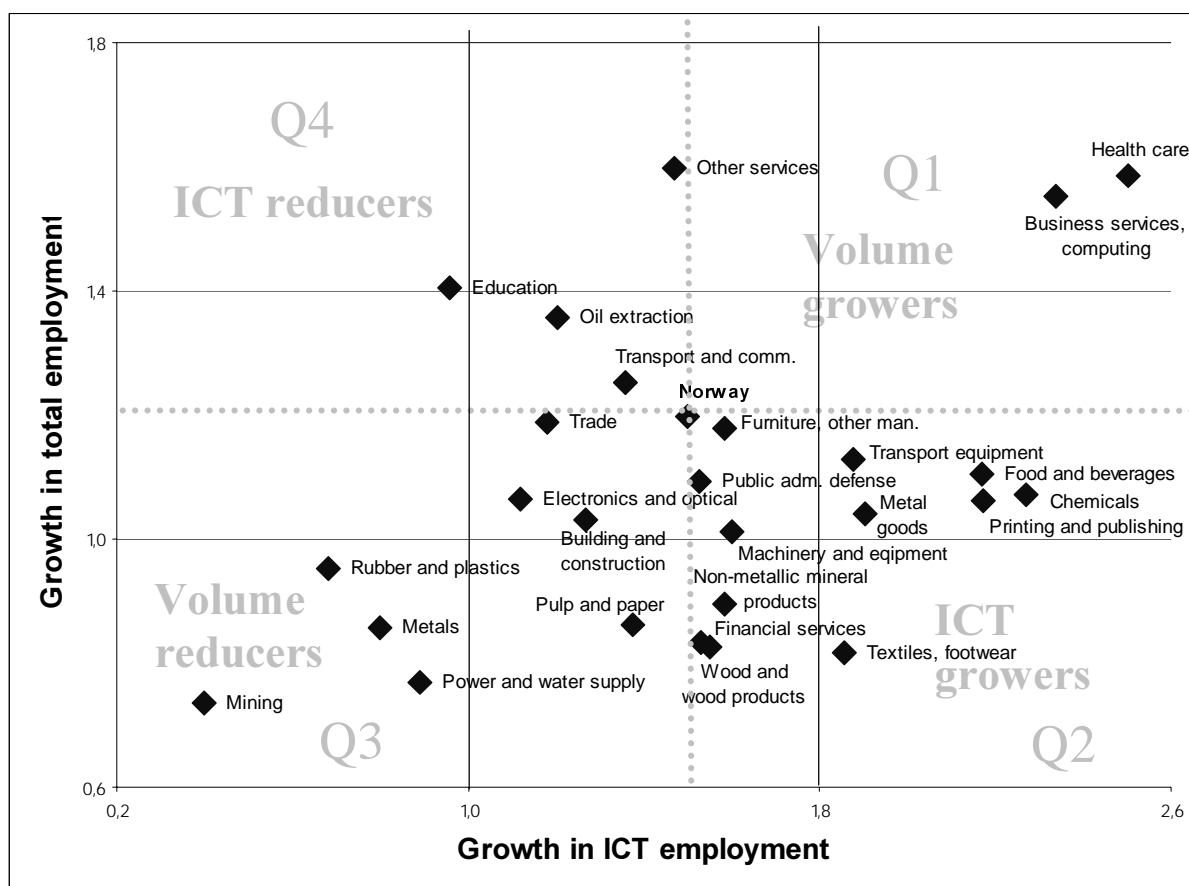 1,8
Q4
ICT reducers
Other services
Q1
Health care
Business services,
computing
Volume
growers
Growth in total employment
1,4
Education
Oil extraction
Transport and comm.
Norway
Trade
Furniture, other man.
Transport equipment
Public adm. defense
Food and beverages
Electronics and optical
Metal
goods
Chemicals
Printing and publishing
1,0
Building and
construction
Machinery and eqipment
Rubber and plastics
Non-metallic mineral
products
Volume
reducers
Pulp and paper
Metals
Financial services
ICT
growers
Textiles, footwear
Power and water supply
Wood and
wood products
Mining
Q3
Q2
0,6
0,2
1,0
1,8
2,6
Growth in ICT employment